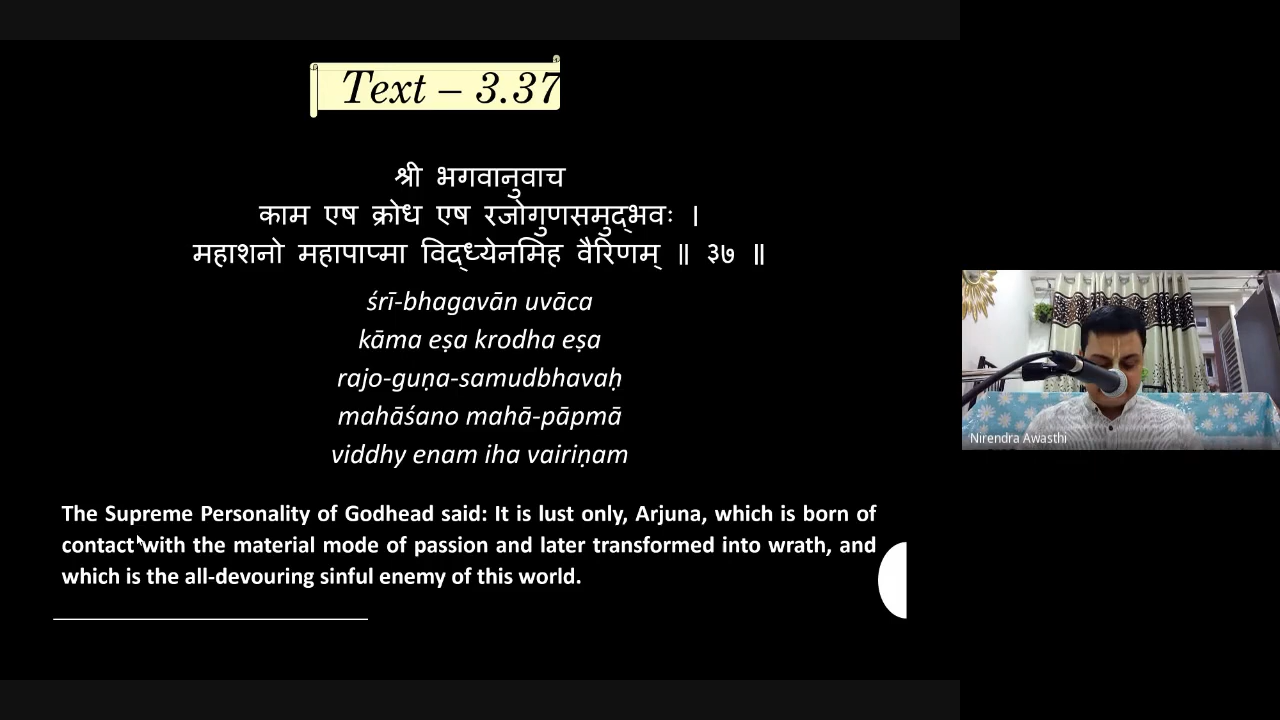 Text – 3.37
श्री भगवानुवाच
काम एष क्रोध एष रजोगुणसमुद्भवः ।
महाशनो महापाप्मा विद्ध्येनमिह वैरिणम् ॥ ३७ ॥
śrī-bhagavān uvāca
kāma eṣa krodha eṣa
rajo-guṇa-samudbhavaḥ
mahāśano mahā-pāpmā
viddhy enam iha vairiṇam
The Supreme Personality of Godhead said: It is lust only, Arjuna, which is born of
contact with the material mode of passion and later transformed into wrath, and
which is the all-devouring sinful enemy of this world.
Nirendra Awasthi